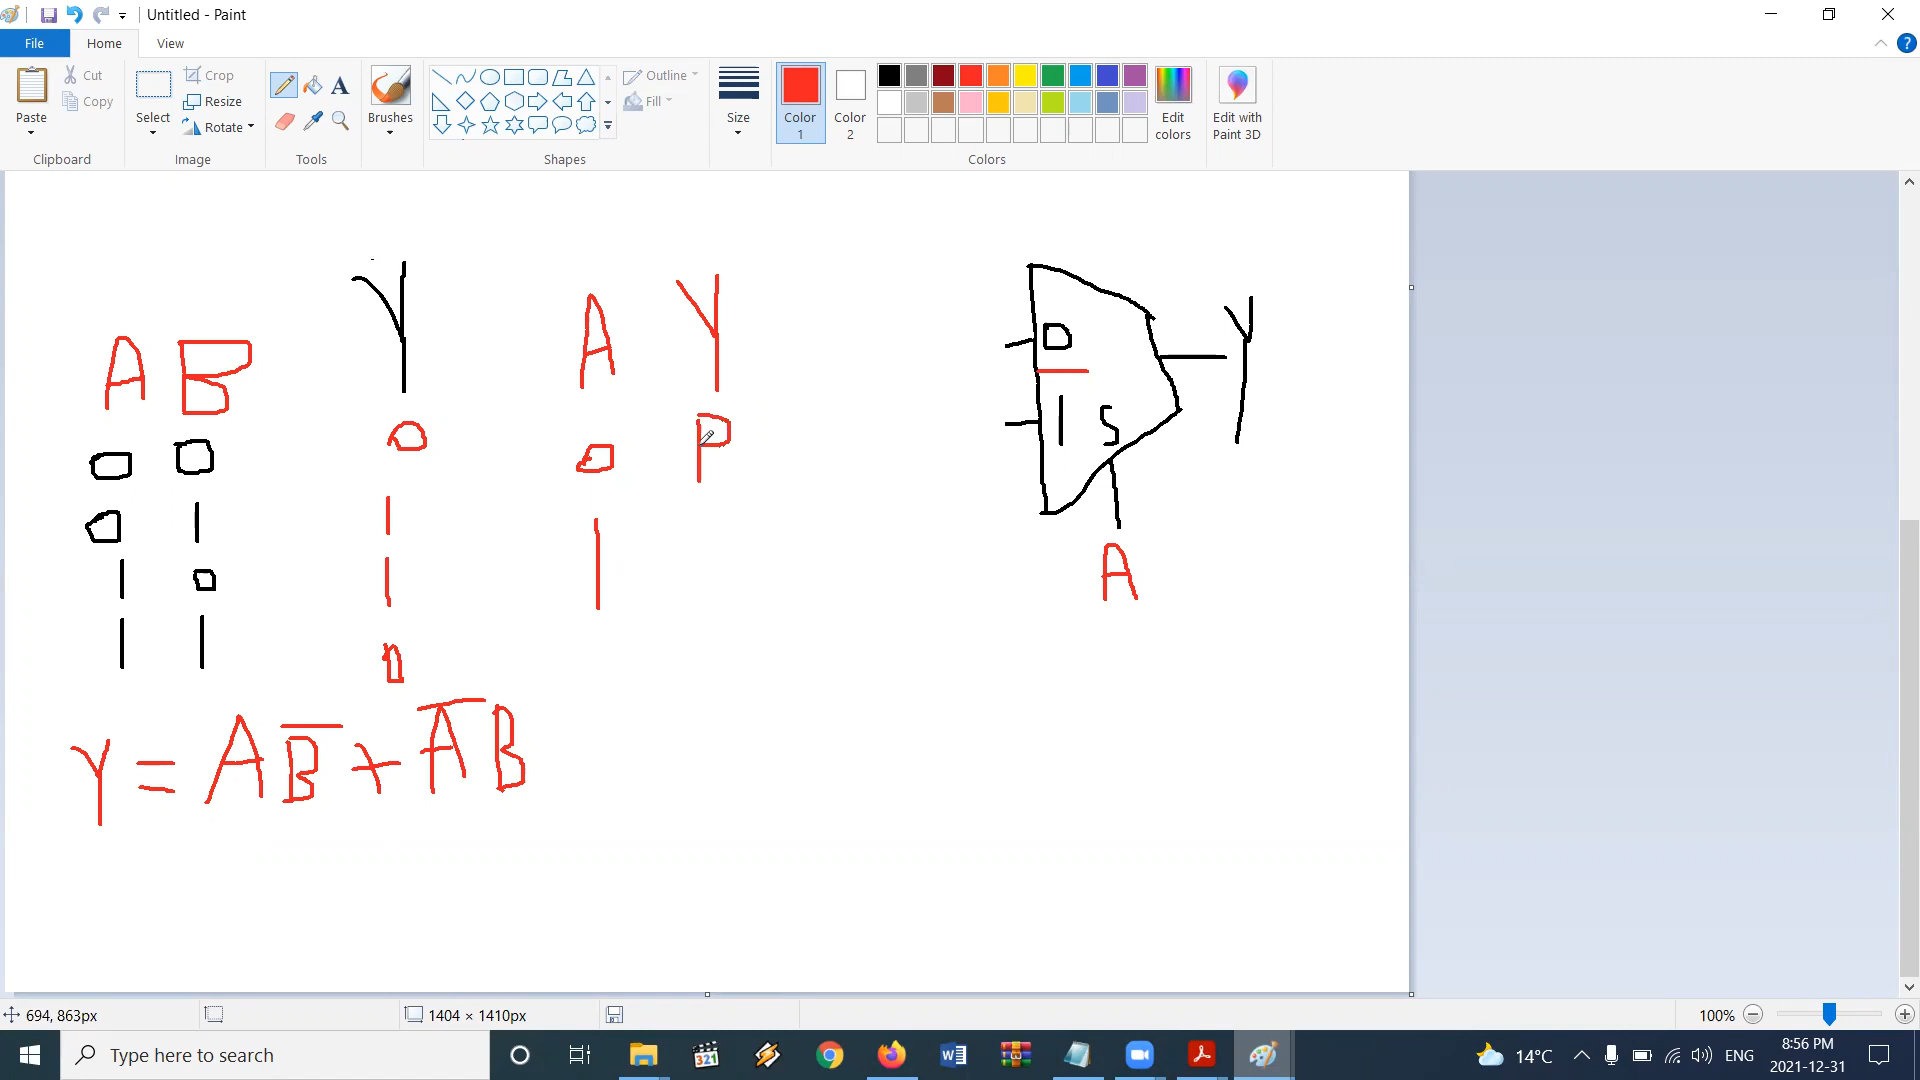 Untitled - Paint
File Home View
Paste
Cut
Copy
Clipboard
Select
Crop
Resize
Rotate
Image
Tools
Brushes
Shapes
Outline
Fill
Size
Color 1
Color 2
Edit colors
Colors
Edit with Paint 3D
A B Y
0 0 0
0 1 1
1 0 1
1 1 0
Y = A B̅ + A̅ B
A Y
0 P
1
0
1 S
Y
A
694, 863px
1404 × 1410px
100%
Type here to search
321
14°C
ENG
8:56 PM
2021-12-31